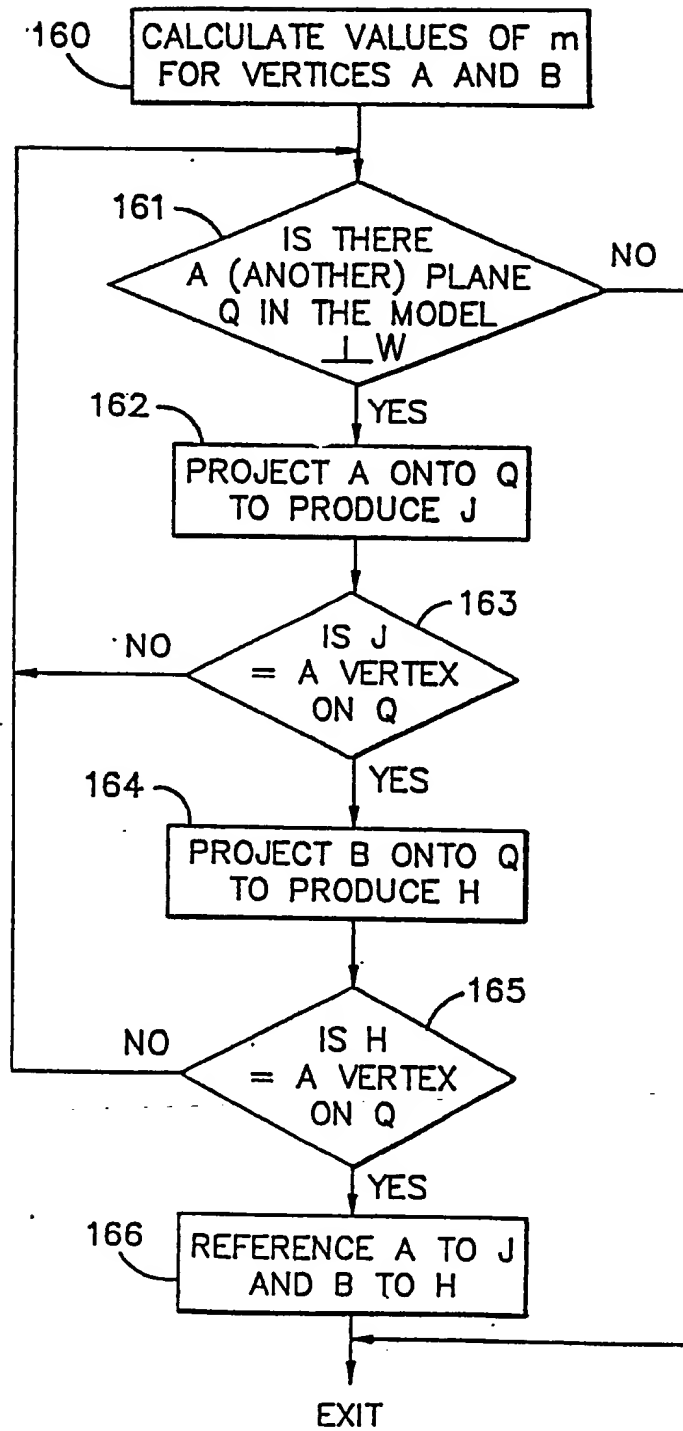 160
CALCULATE VALUES OF m
FOR VERTICES A AND B
161
IS THERE
A (ANOTHER) PLANE
Q IN THE MODEL
⊥ W
NO
YES
162
PROJECT A ONTO Q
TO PRODUCE J
163
IS J
= A VERTEX
ON Q
NO
YES
164
PROJECT B ONTO Q
TO PRODUCE H
165
IS H
= A VERTEX
ON Q
NO
YES
166
REFERENCE A TO J
AND B TO H
EXIT